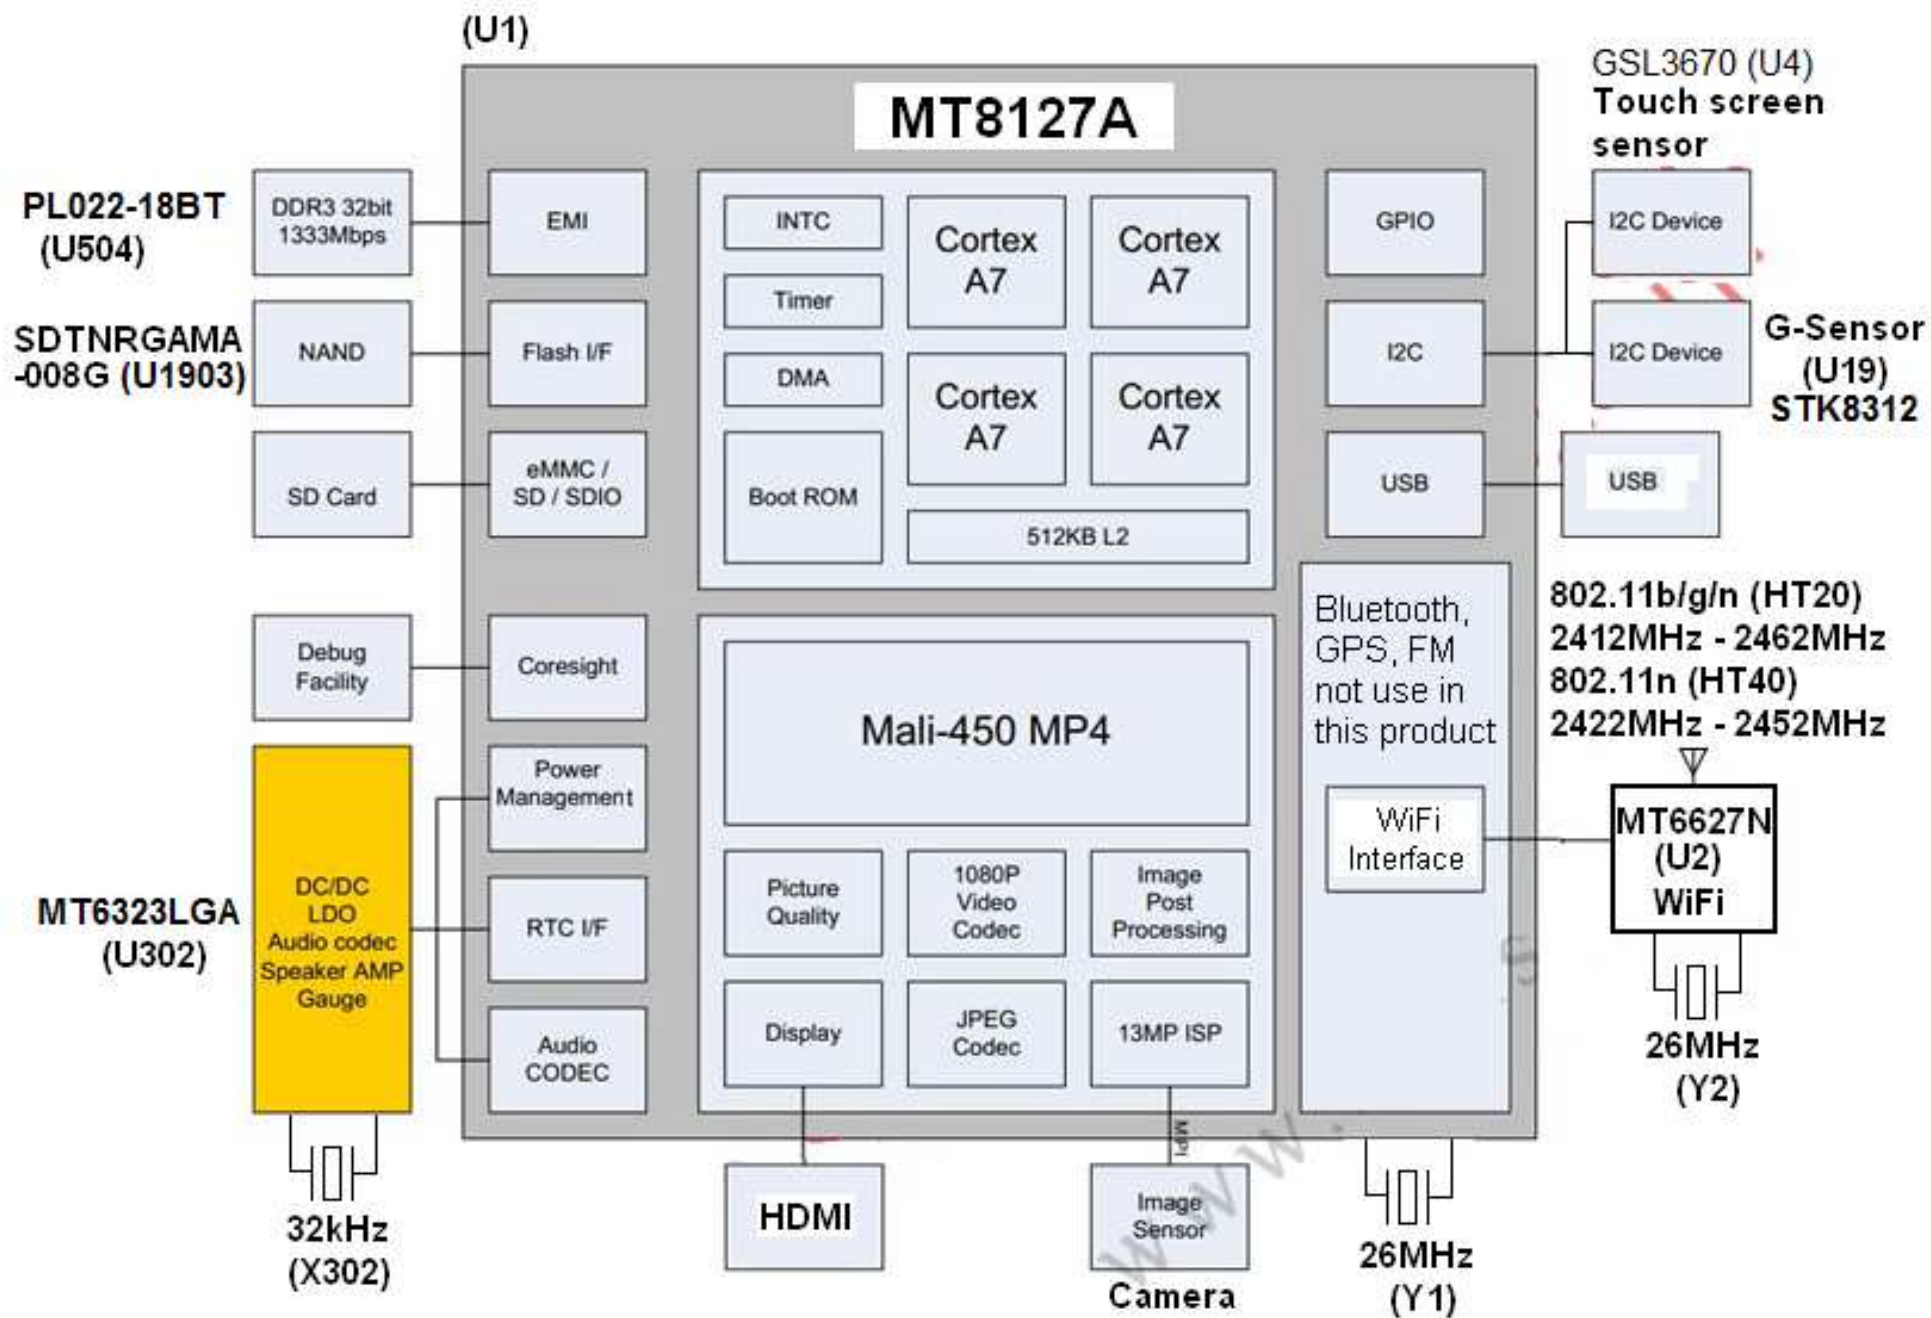 (U1)
MT8127A
GSL3670 (U4)
Touch screen
sensor
PL022-18BT
(U504)
DDR3 32bit
1333Mbps
EMI
INTC
Timer
DMA
Boot ROM
Cortex
A7
Cortex
A7
Cortex
A7
Cortex
A7
512KB L2
GPIO
I2C Device
SDTNRGAMA
-008G (U1903)
NAND
Flash I/F
I2C
I2C Device
G-Sensor
(U19)
STK8312
SD Card
eMMC /
SD / SDIO
USB
USB
Debug
Facility
Coresight
Mali-450 MP4
Bluetooth,
GPS, FM
not use in
this product
802.11b/g/n (HT20)
2412MHz - 2462MHz
802.11n (HT40)
2422MHz - 2452MHz
MT6323LGA
(U302)
DC/DC
LDO
Audio codec
Speaker AMP
Gauge
Power
Management
RTC I/F
Audio
CODEC
Picture
Quality
1080P
Video
Codec
Image
Post
Processing
Display
JPEG
Codec
13MP ISP
WiFi
Interface
MT6627N
(U2)
WiFi
26MHz
(Y2)
32kHz
(X302)
HDMI
MIPI
Image
Sensor
Camera
26MHz
(Y1)
www.